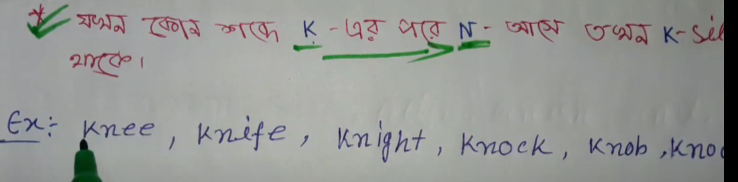 * যখন কোন শব্দে K - এর পরে N - আসে তখন K-sil
থাকে।
Ex:- Knee, Knife, Knight, Knock, Knob, Kno